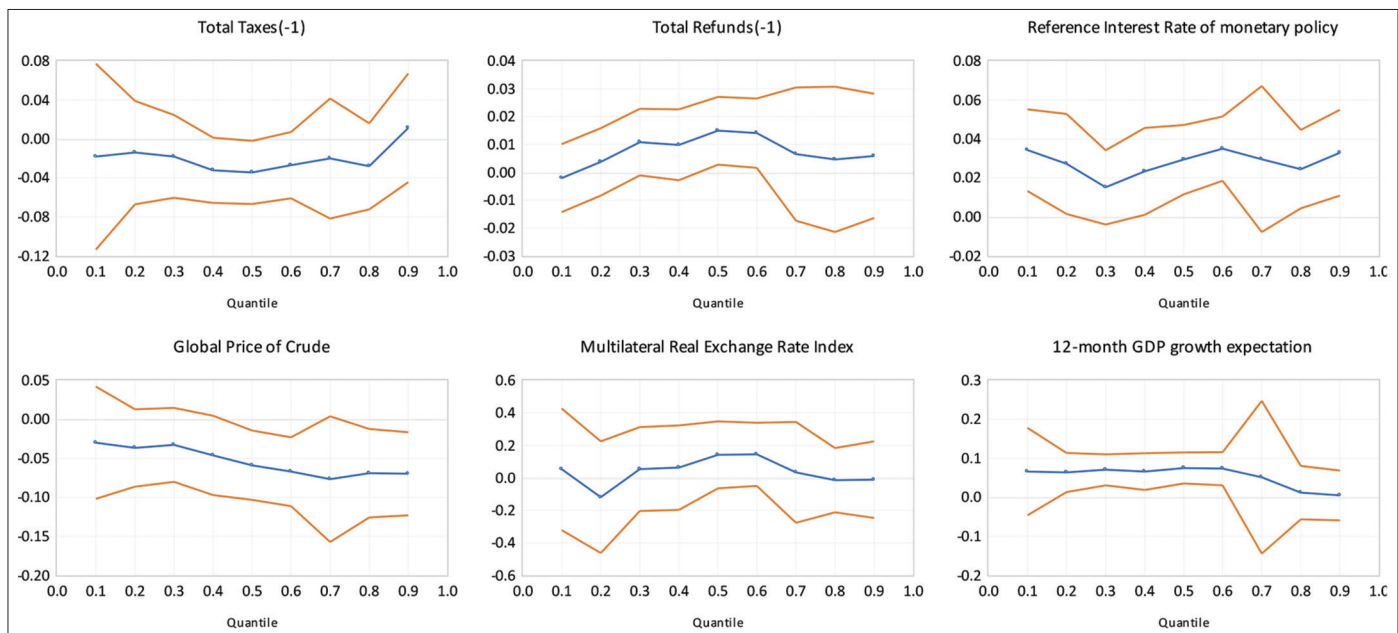 Total Taxes(-1)
0.08
0.04
0.00
-0.04
-0.08
-0.12
0.0 0.1 0.2 0.3 0.4 0.5 0.6 0.7 0.8 0.9 1.0
Quantile
Total Refunds(-1)
0.04
0.03
0.02
0.01
0.00
-0.01
-0.02
-0.03
0.0 0.1 0.2 0.3 0.4 0.5 0.6 0.7 0.8 0.9 1.0
Quantile
Reference Interest Rate of monetary policy
0.08
0.06
0.04
0.02
0.00
-0.02
0.0 0.1 0.2 0.3 0.4 0.5 0.6 0.7 0.8 0.9 1.0
Quantile
Global Price of Crude
0.05
0.00
-0.05
-0.10
-0.15
-0.20
0.0 0.1 0.2 0.3 0.4 0.5 0.6 0.7 0.8 0.9 1.0
Quantile
Multilateral Real Exchange Rate Index
0.6
0.4
0.2
0.0
-0.2
-0.4
-0.6
0.0 0.1 0.2 0.3 0.4 0.5 0.6 0.7 0.8 0.9 1.0
Quantile
12-month GDP growth expectation
0.3
0.2
0.1
0.0
-0.1
-0.2
0.0 0.1 0.2 0.3 0.4 0.5 0.6 0.7 0.8 0.9 1.0
Quantile